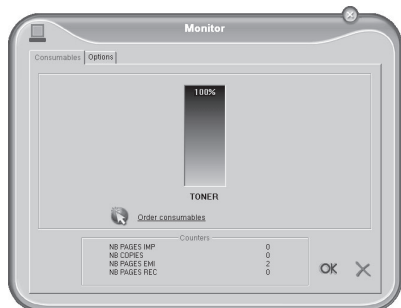 Monitor
Consumables Options
100%
TONER
Order consumables
Counters
NB PAGES IMP 0
NB COPIES 0
NB PAGES EMI 2
NB PAGES REC 0
OK